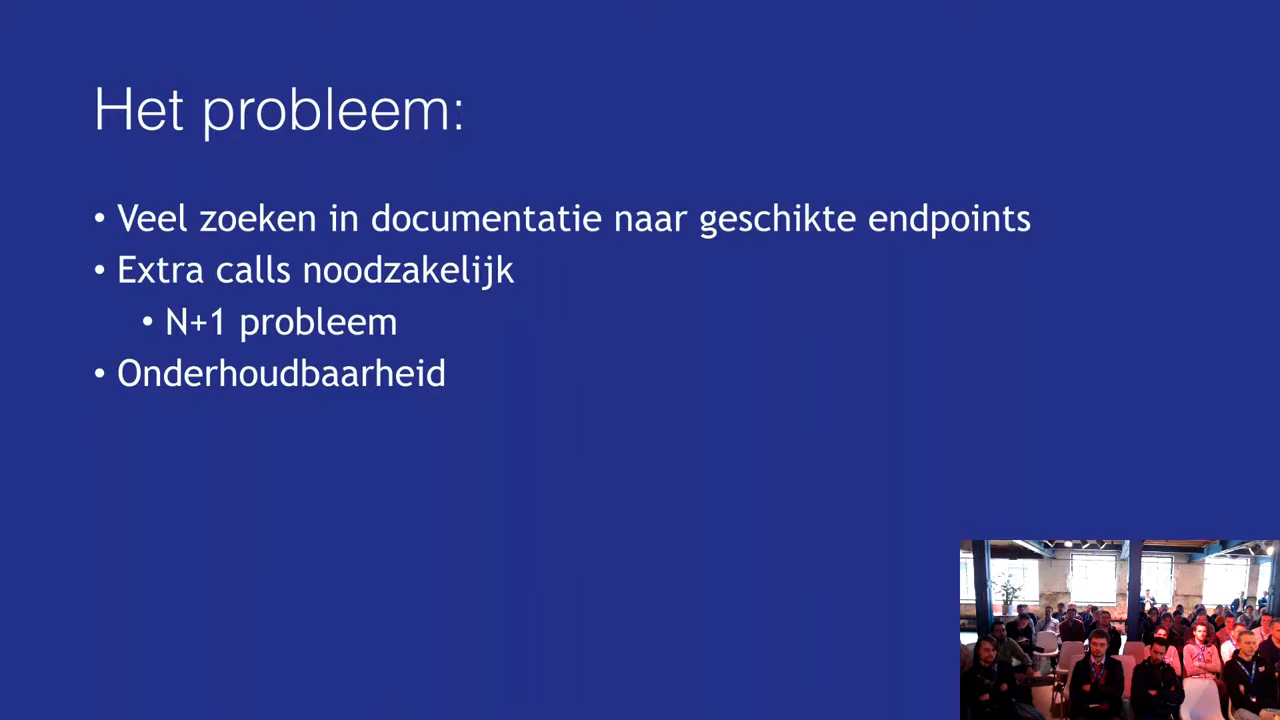 Het probleem:
• Veel zoeken in documentatie naar geschikte endpoints
• Extra calls noodzakelijk
• N+1 probleem
• Onderhoudbaarheid